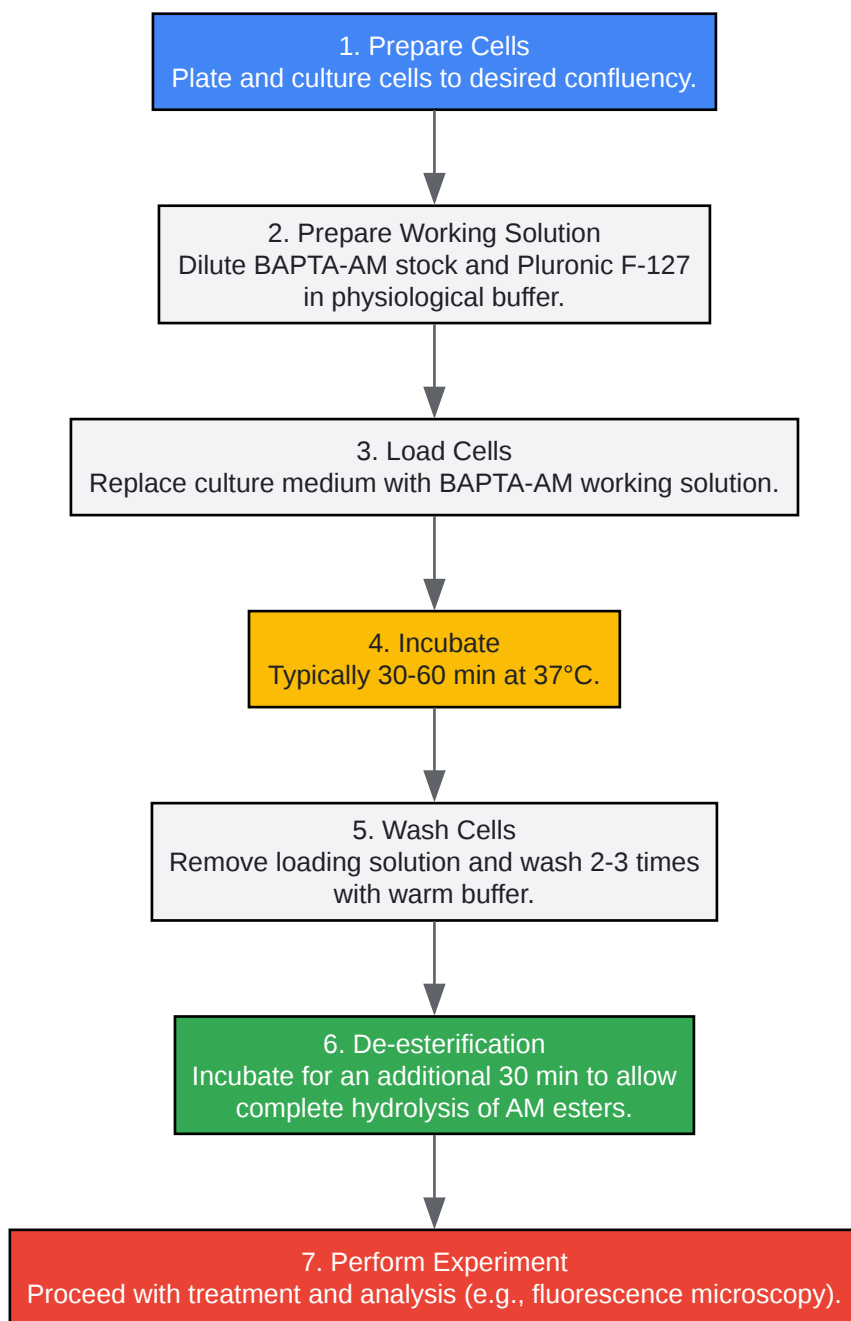 1. Prepare Cells
Plate and culture cells to desired confluency.
2. Prepare Working Solution
Dilute BAPTA-AM stock and Pluronic F-127
in physiological buffer.
3. Load Cells
Replace culture medium with BAPTA-AM working solution.
4. Incubate
Typically 30-60 min at 37°C.
5. Wash Cells
Remove loading solution and wash 2-3 times
with warm buffer.
6. De-esterification
Incubate for an additional 30 min to allow
complete hydrolysis of AM esters.
7. Perform Experiment
Proceed with treatment and analysis (e.g., fluorescence microscopy).